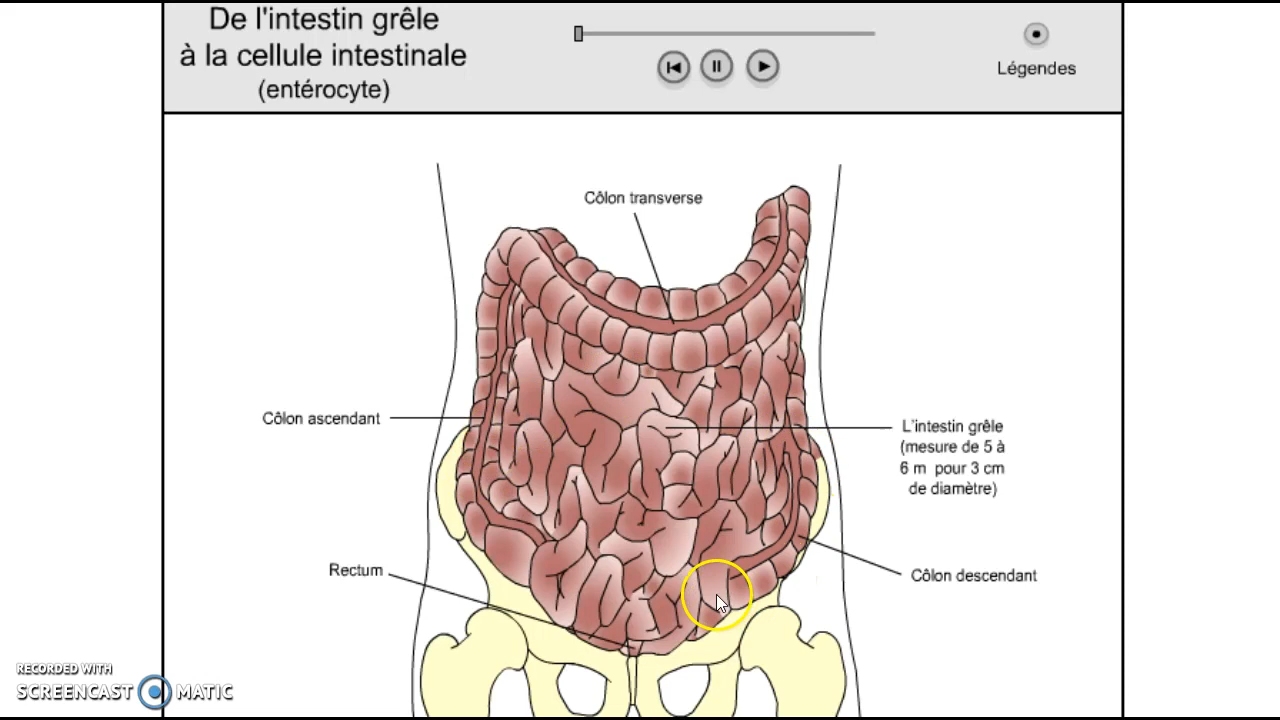 De l'intestin grêle
à la cellule intestinale
(entérocyte)
Légendes
Côlon transverse
Côlon ascendant
L'intestin grêle
(mesure de 5 à
6 m pour 3 cm
de diamètre)
Rectum
Côlon descendant
RECORDED WITH
SCREENCAST MATIC